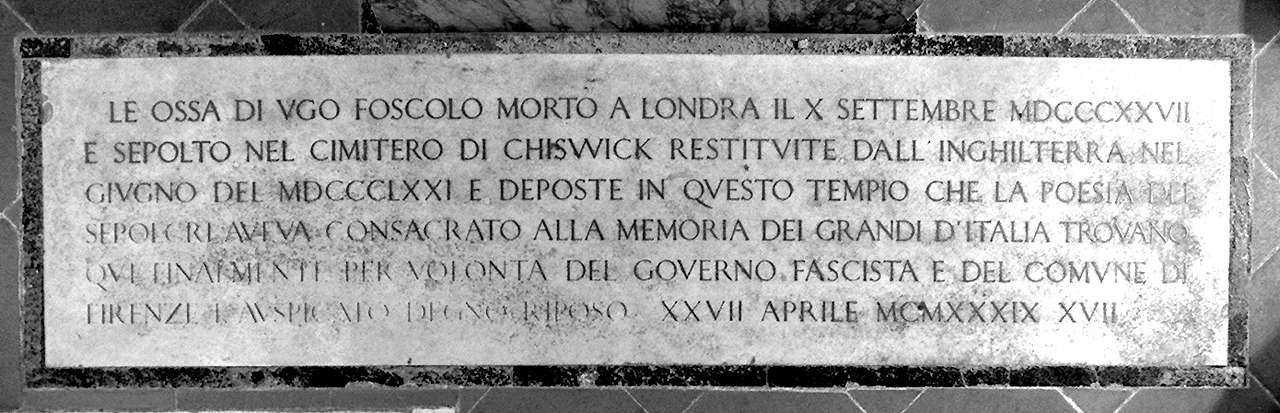 LE OSSA DI VGO FOSCOLO MORTO A LONDRA IL X SETTEMBRE MDCCCXXVII
E SEPOLTO NEL CIMITERO DI CHISWICK RESTITVITE DALL'INGHILTERRA NEL
GIVGNO DEL MDCCCLXXI E DEPOSTE IN QVESTO TEMPIO CHE LA POESIA DEI
SEPOLCRI AVEVA CONSACRATO ALLA MEMORIA DEI GRANDI D'ITALIA TROVANO
QVI FINALMENTE PER VOLONTA DEL GOVERNO FASCISTA E DEL COMVNE DI
FIRENZE L'AVSPICATO DEGNO RIPOSO XXVII APRILE MCMXXXIX XVII